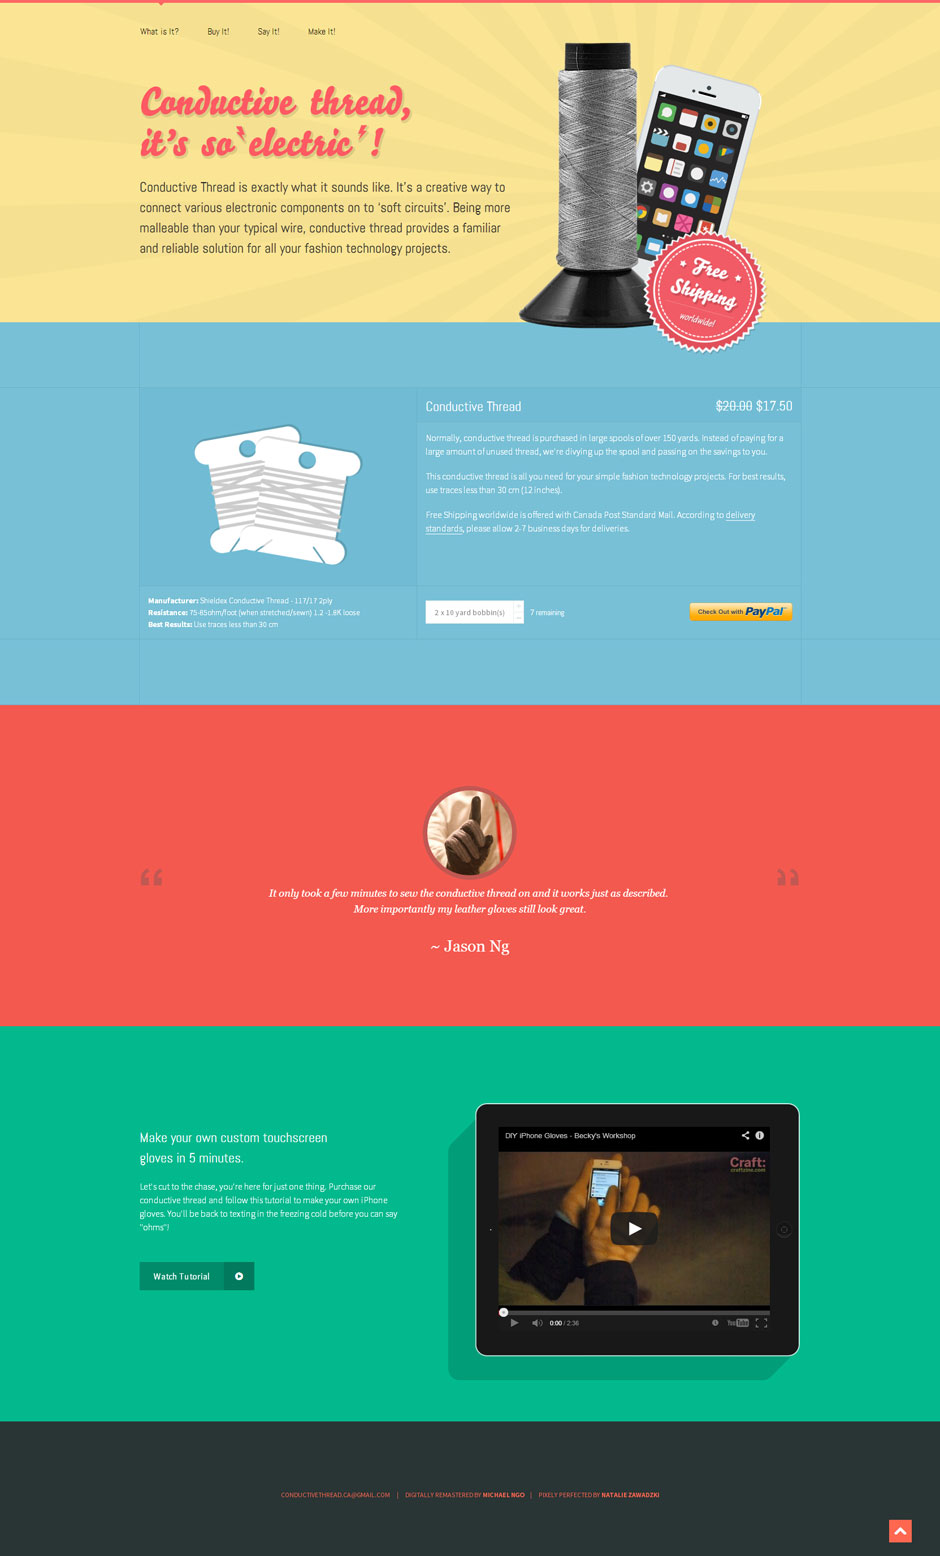 What is It?
Buy It!
Say It!
Make It!
Conductive thread,
it's so `electric´ !
Conductive Thread is exactly what it sounds like. It's a creative way to
connect various electronic components on to 'soft circuits'. Being more
malleable than your typical wire, conductive thread provides a familiar
and reliable solution for all your fashion technology projects.
Free
Shipping
worldwide!
Conductive Thread
$20.00 $17.50
Normally, conductive thread is purchased in large spools of over 150 yards. Instead of paying for a
large amount of unused thread, we're divying up the spool and passing on the savings to you.
This conductive thread is all you need for your simple fashion technology projects. For best results,
use traces less than 30 cm (12 inches).
Free Shipping worldwide is offered with Canada Post Standard Mail. According to delivery
standards, please allow 2-7 business days for deliveries.
Manufacturer: Shieldex Conductive Thread - 117/17 2ply
Resistance: 75-85ohm/foot (when stretched/sewn) 1.2 -1.8K loose
Best Results: Use traces less than 30 cm
2 x 10 yard bobbin(s)
7 remaining
Check Out with PayPal
“
It only took a few minutes to sew the conductive thread on and it works just as described.
More importantly my leather gloves still look great.
”
~ Jason Ng
Make your own custom touchscreen
gloves in 5 minutes.
Let's cut to the chase, you're here for just one thing. Purchase our
conductive thread and follow this tutorial to make your own iPhone
gloves. You'll be back to texting in the freezing cold before you can say
"ohms"!
Watch Tutorial
DIY iPhone Gloves - Becky's Workshop
Craft:
craftzine.com
0:00 / 2:36
YouTube
CONDUCTIVETHREAD.CA@GMAIL.COM | DIGITALLY REMASTERED BY MICHAEL NGO | PIXELY PERFECTED BY NATALIE ZAWADZKI